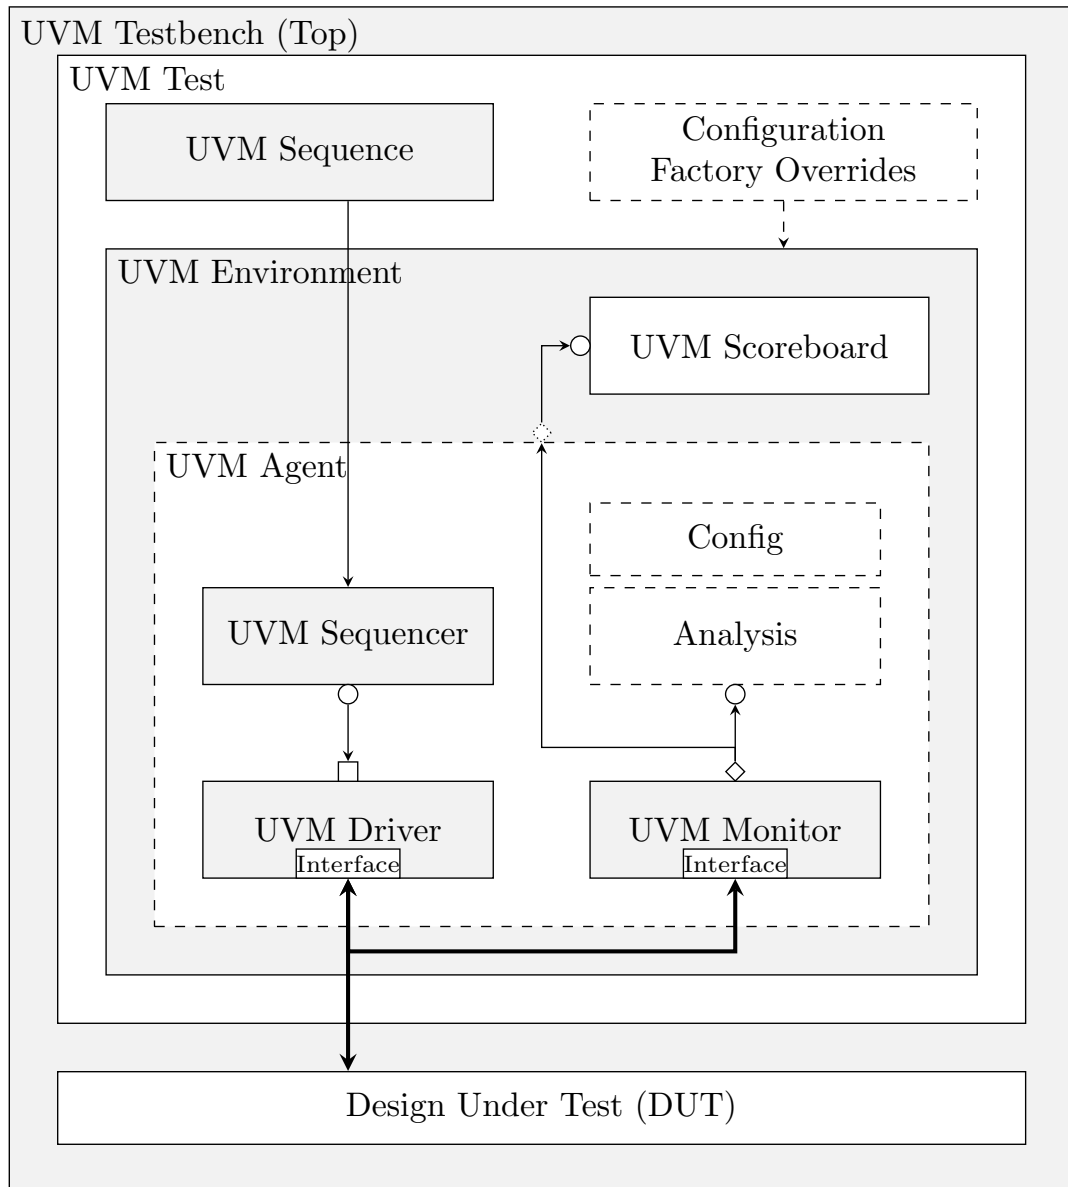 UVM Testbench (Top)
UVM Test
UVM Sequence
Configuration
Factory Overrides
UVM Environment
UVM Scoreboard
UVM Agent
Config
UVM Sequencer
Analysis
UVM Driver
Interface
UVM Monitor
Interface
Design Under Test (DUT)